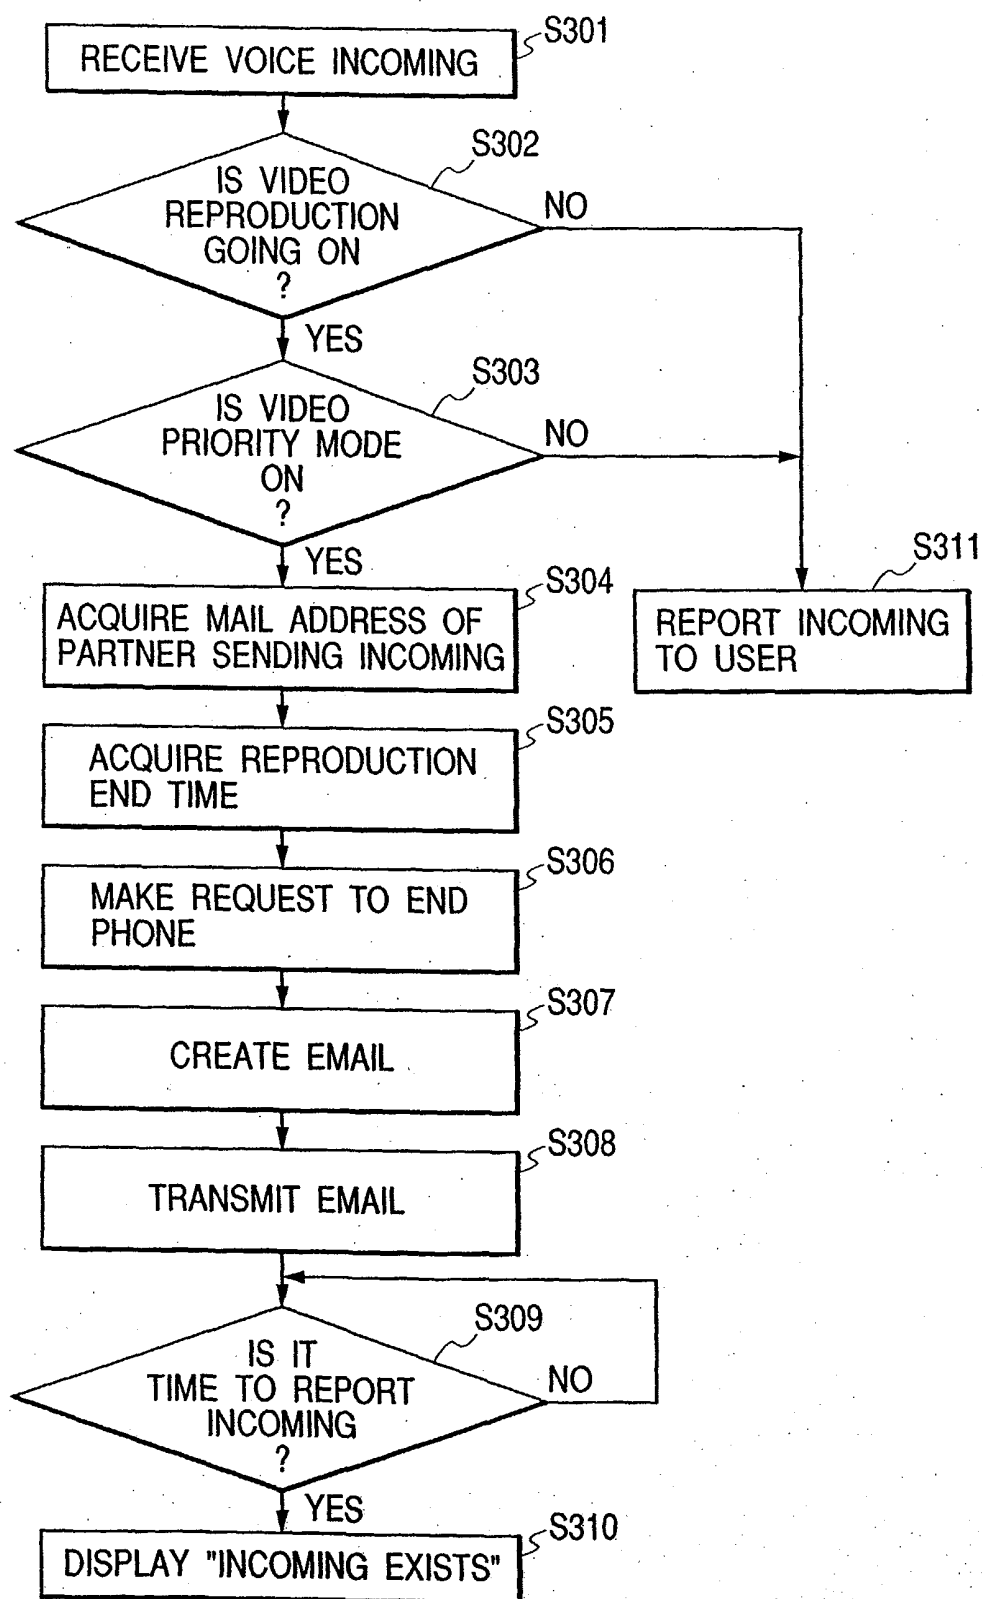 RECEIVE VOICE INCOMING
S301
IS VIDEO
REPRODUCTION
GOING ON
?
S302
NO
YES
IS VIDEO
PRIORITY MODE
ON
?
S303
NO
YES
ACQUIRE MAIL ADDRESS OF
PARTNER SENDING INCOMING
S304
REPORT INCOMING
TO USER
S311
ACQUIRE REPRODUCTION
END TIME
S305
MAKE REQUEST TO END
PHONE
S306
CREATE EMAIL
S307
TRANSMIT EMAIL
S308
IS IT
TIME TO REPORT
INCOMING
?
S309
NO
YES
DISPLAY "INCOMING EXISTS"
S310